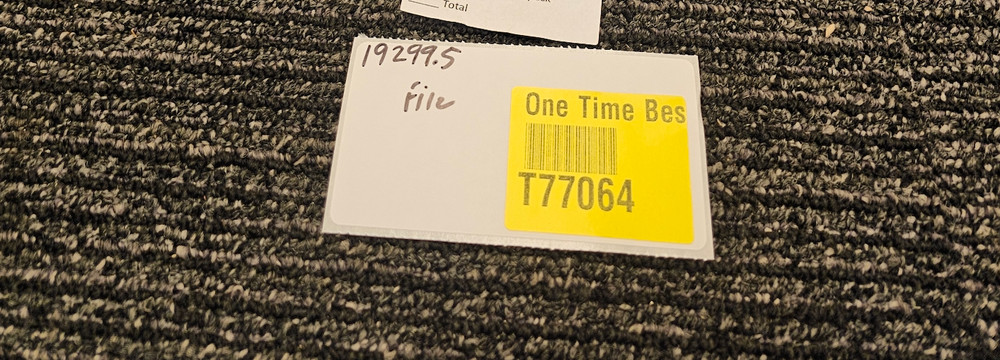 Total
19299.5
File
One Time Bes
T77064